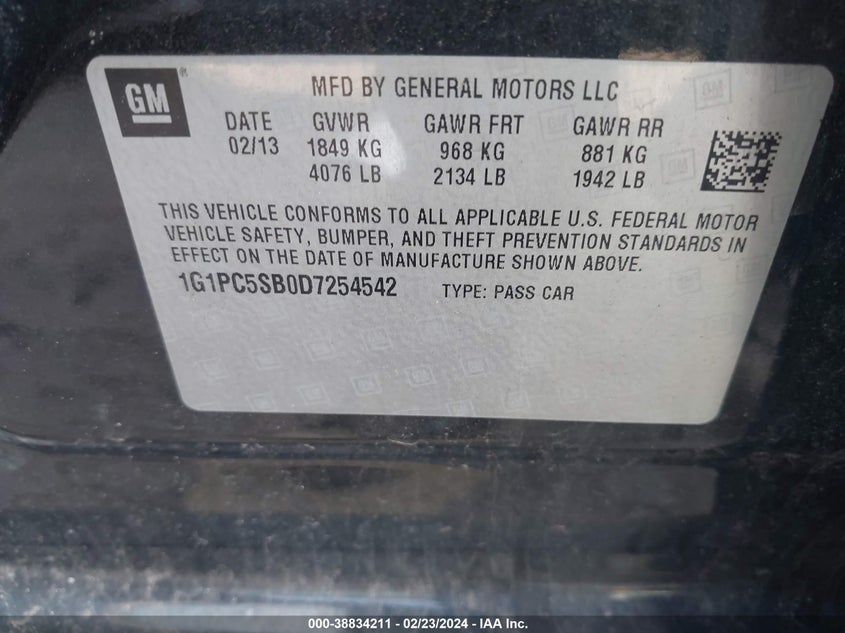 GM
®
MFD BY GENERAL MOTORS LLC
DATE GVWR GAWR FRT GAWR RR
02/13 1849 KG 968 KG 881 KG
4076 LB 2134 LB 1942 LB
THIS VEHICLE CONFORMS TO ALL APPLICABLE U.S. FEDERAL MOTOR
VEHICLE SAFETY, BUMPER, AND THEFT PREVENTION STANDARDS IN
EFFECT ON THE DATE OF MANUFACTURE SHOWN ABOVE.
1G1PC5SB0D7254542 TYPE: PASS CAR
000-38834211 - 02/23/2024 - IAA Inc.